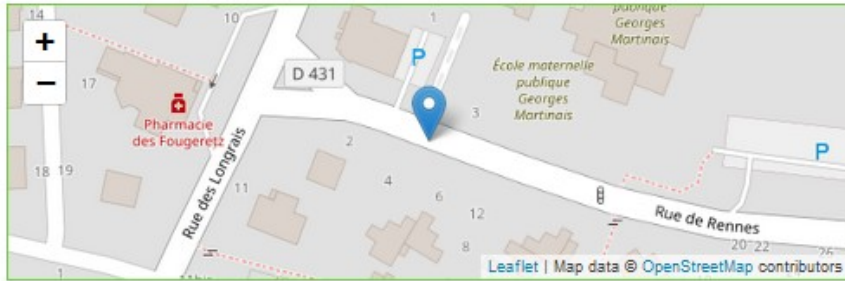 14
10
1
publique
Georges
Martinais
+
−
P
D 431
École maternelle
publique
Georges
Martinais
17
Pharmacie
des Fougeretz
3
2
P
18
19
11
4
6
12
8
Rue des Longrais
Rue de Rennes
20
22
26
1
11bis
Leaflet | Map data © OpenStreetMap contributors